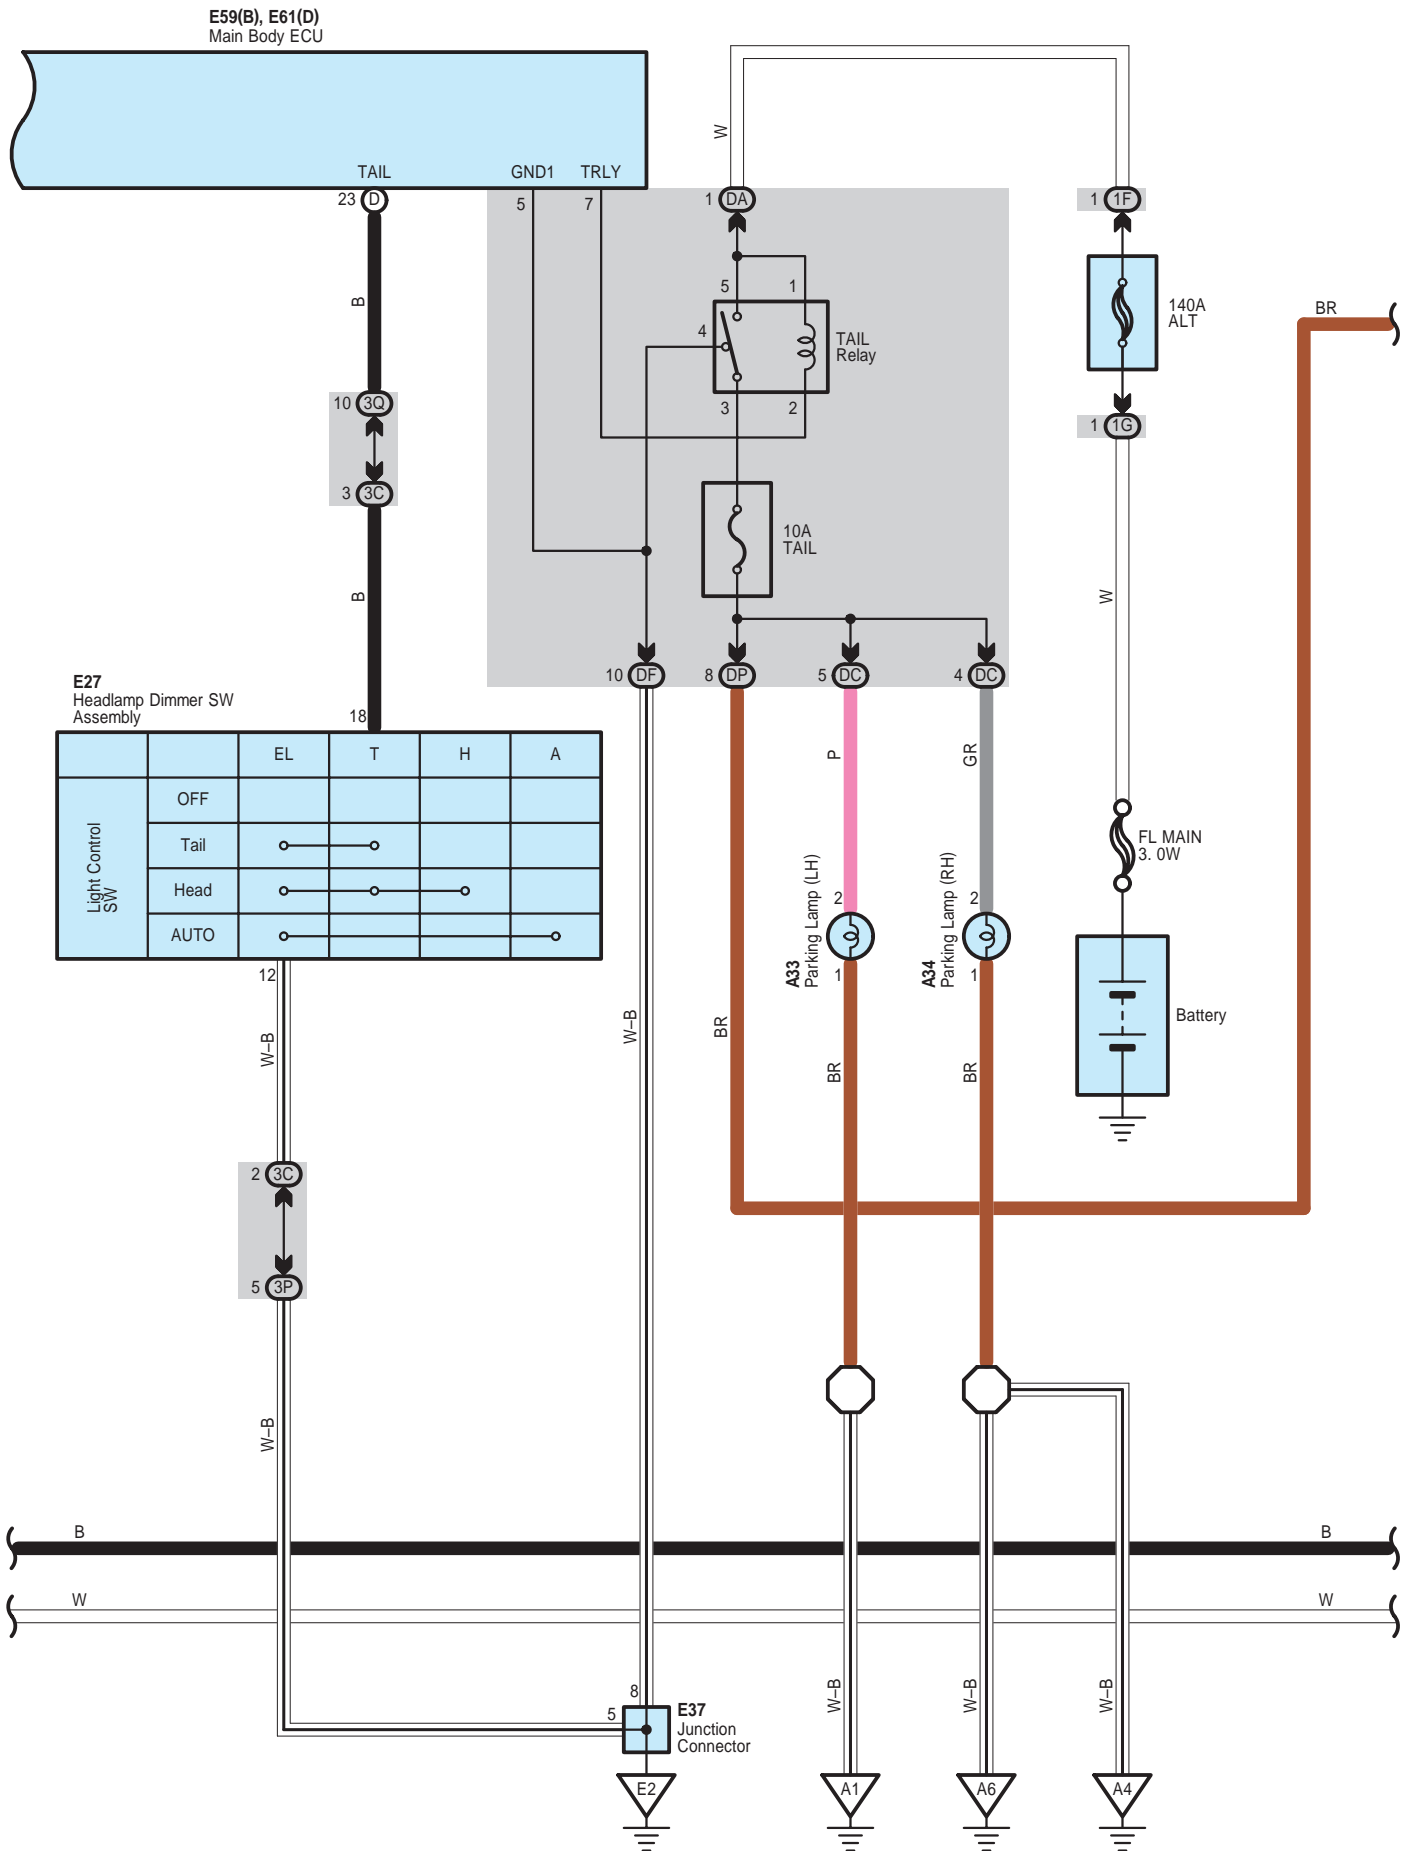 E59(B), E61(D)
Main Body ECU
TAIL
GND1
TRLY
23
D
5
7
1
DA
W
1
1F
B
5
1
4
TAIL
Relay
3
2
140A
ALT
BR
10
3Q
1
1G
3
3C
10A
TAIL
B
W
10
DF
8
DP
5
DC
4
DC
E27
Headlamp Dimmer SW
Assembly
18
EL
T
H
A
Light Control
SW
OFF
Tail
Head
AUTO
P
GR
FL MAIN
3. 0W
2
2
A33
Parking Lamp (LH)
A34
Parking Lamp (RH)
1
1
12
W–B
W–B
BR
BR
BR
Battery
2
3C
5
3P
W–B
B
B
W
W
8
5
E37
Junction
Connector
W–B
W–B
W–B
E2
A1
A6
A4